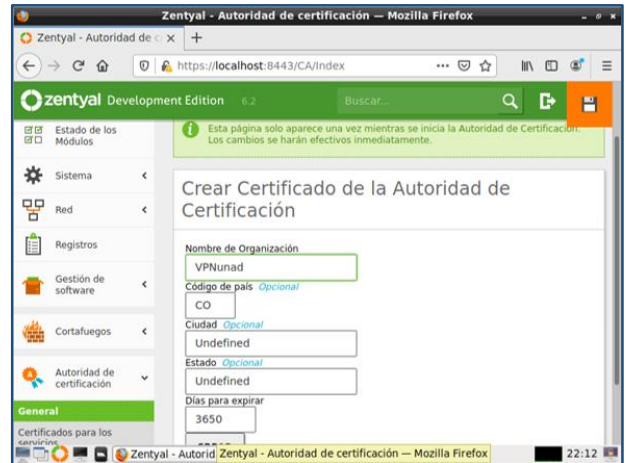 Zentyal - Autoridad de certificación — Mozilla Firefox
Zentyal - Autoridad de
https://localhost:8443/CA/Index
zentyal Development Edition 6.2 Buscar...
Estado de los
Módulos
Sistema
Red
Registros
Gestión de
software
Cortafuegos
Autoridad de
certificación
General
Certificados para los
servicios
Esta página solo aparece una vez mientras se inicia la Autoridad de Certificación.
Los cambios se harán efectivos inmediatamente.
Crear Certificado de la Autoridad de
Certificación
Nombre de Organización
VPNunad
Código de país Opcional
CO
Ciudad Opcional
Undefined
Estado Opcional
Undefined
Días para expirar
3650
Zentyal - Autorid
Zentyal - Autoridad de certificación — Mozilla Firefox
22:12